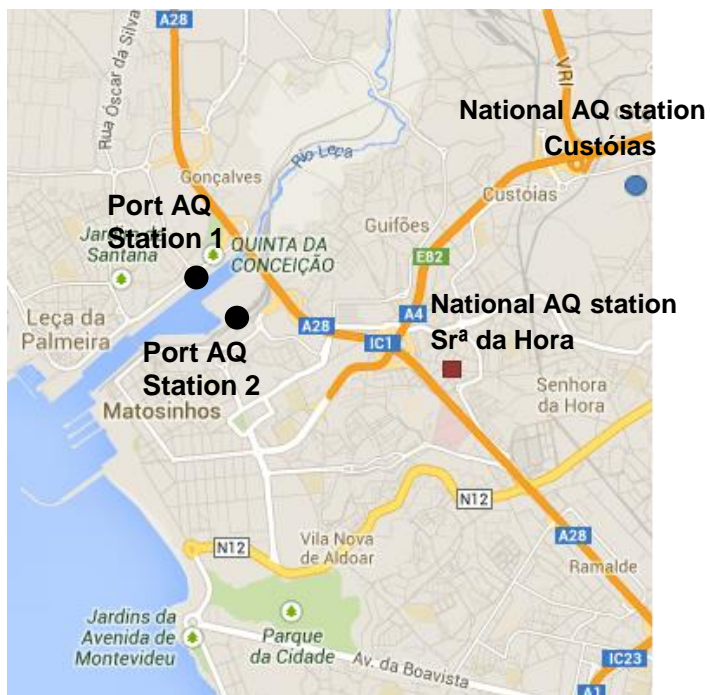 A28
Rua Óscar da Silva
VRI
National AQ station
Custóias
Rio Leça
Gonçalves
Custóias
Port AQ
Station 1
Santana
QUINTA DA
CONCEIÇÃO
Guifões
E82
Leça da
Palmeira
National AQ station
Srª da Hora
A4
A28
IC1
Port AQ
Station 2
Matosinhos
Senhora
da Hora
N12
A28
N12
Vila Nova
de Aldoar
Ramalde
Jardins da
Avenida de
Montevideu
Parque
da Cidade
Av. da Boavista
IC23
A1